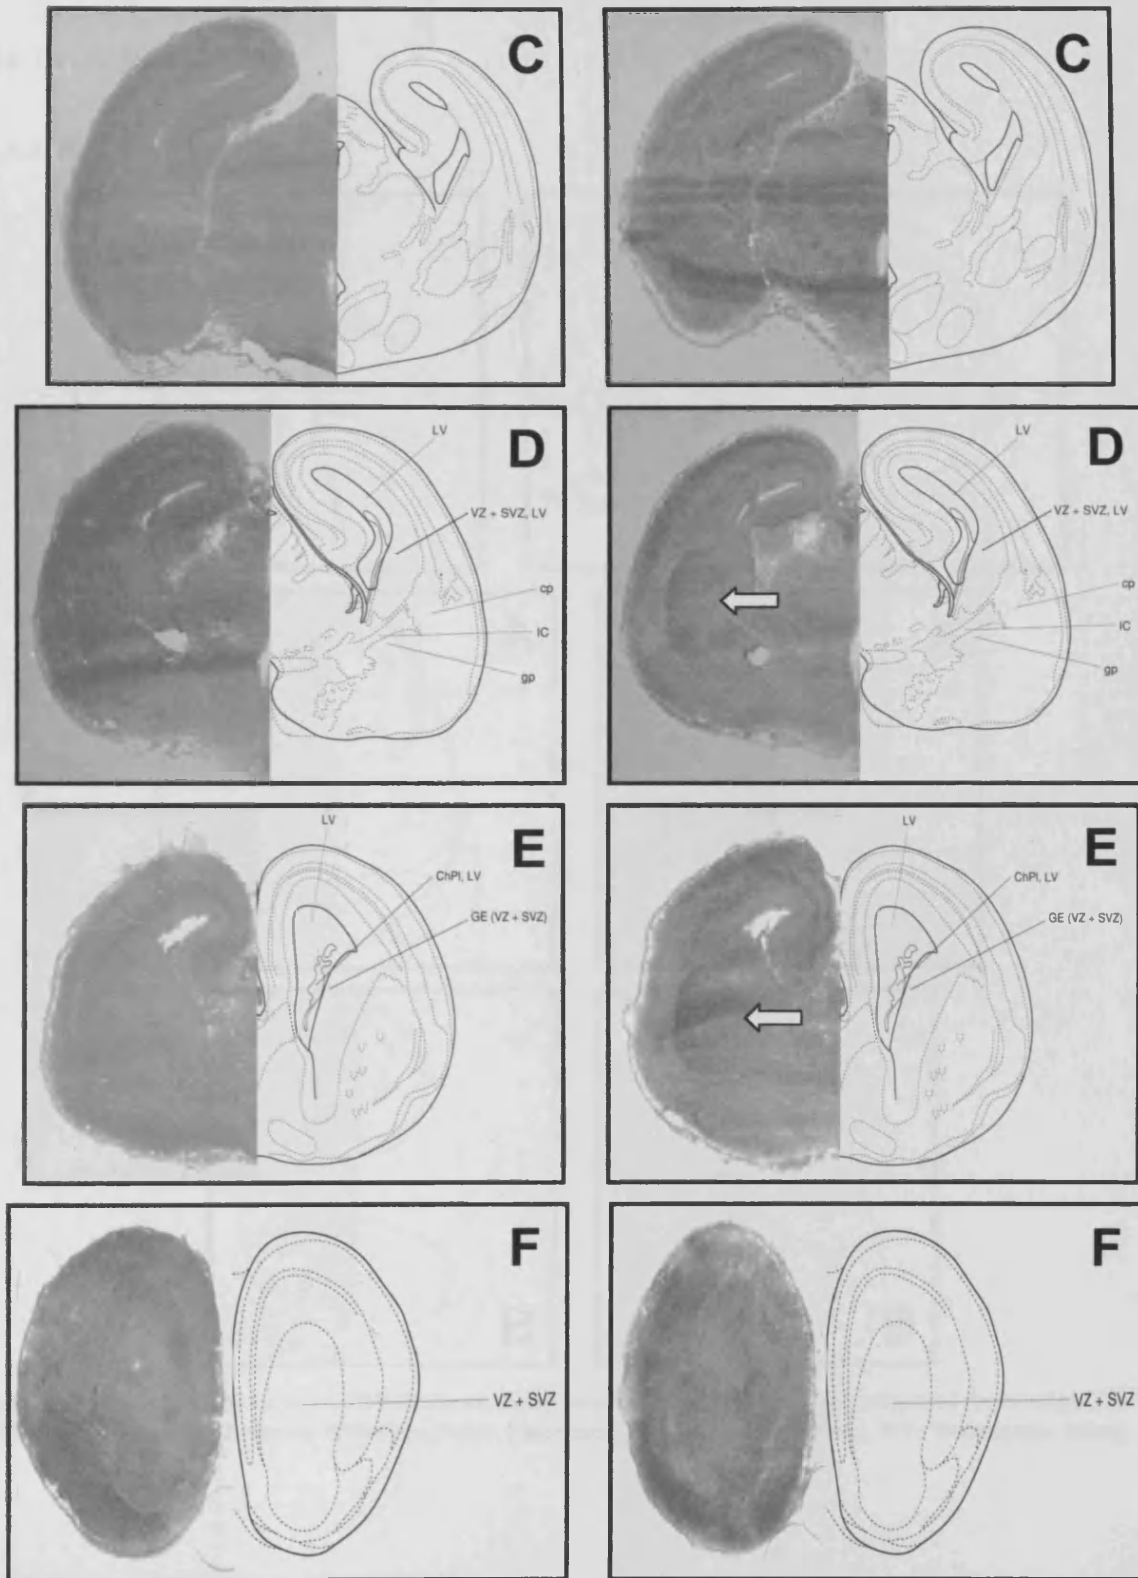 C
C
D
LV
VZ + SVZ, LV
cp
IC
gp
D
LV
VZ + SVZ, LV
cp
IC
gp
E
LV
ChPl, LV
GE (VZ + SVZ)
E
LV
ChPl, LV
GE (VZ + SVZ)
F
VZ + SVZ
F
VZ + SVZ